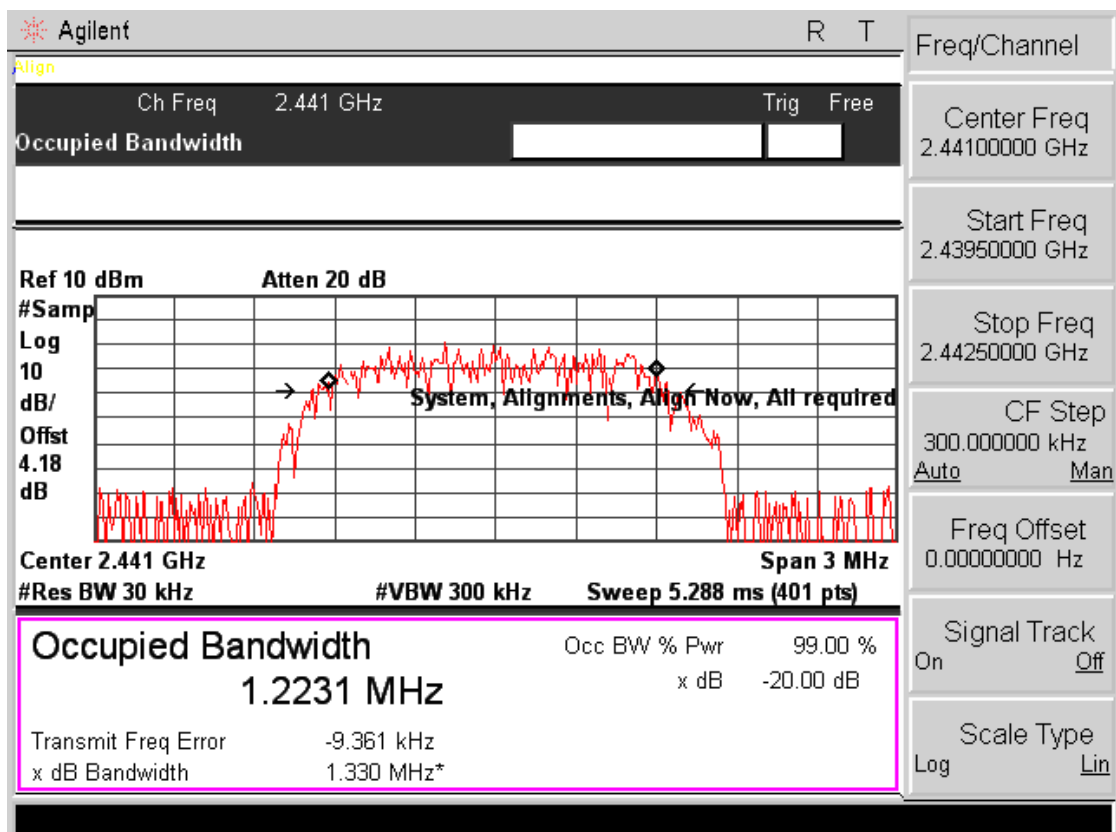 Agilent R T
Align
Ch Freq 2.441 GHz Trig Free
Occupied Bandwidth
Ref 10 dBm Atten 20 dB
#Samp
Log
10
dB/
Offst
4.18
dB
System, Alignments, Align Now, All required
Center 2.441 GHz Span 3 MHz
#Res BW 30 kHz #VBW 300 kHz Sweep 5.288 ms (401 pts)
Occupied Bandwidth
1.2231 MHz
Occ BW % Pwr 99.00 %
x dB -20.00 dB
Transmit Freq Error -9.361 kHz
x dB Bandwidth 1.330 MHz*
Freq/Channel
Center Freq
2.44100000 GHz
Start Freq
2.43950000 GHz
Stop Freq
2.44250000 GHz
CF Step
300.000000 kHz
Auto Man
Freq Offset
0.00000000 Hz
Signal Track
On Off
Scale Type
Log Lin